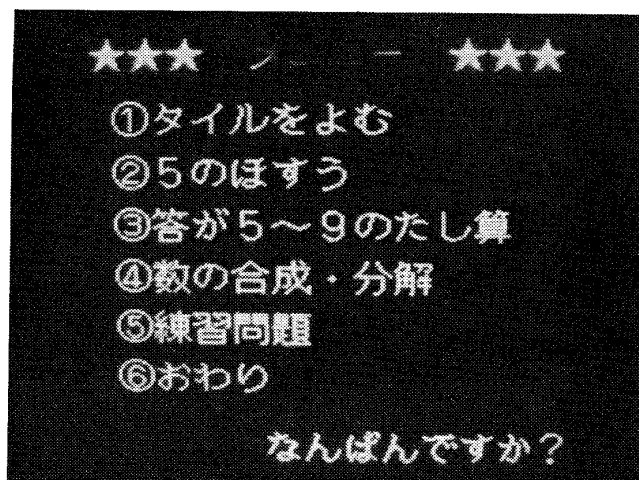 ★★★ ★★★
①タイルをよむ
②5のほすう
③答が5〜9のたし算
④数の合成・分解
⑤練習問題
⑥おわり
なんばんですか?